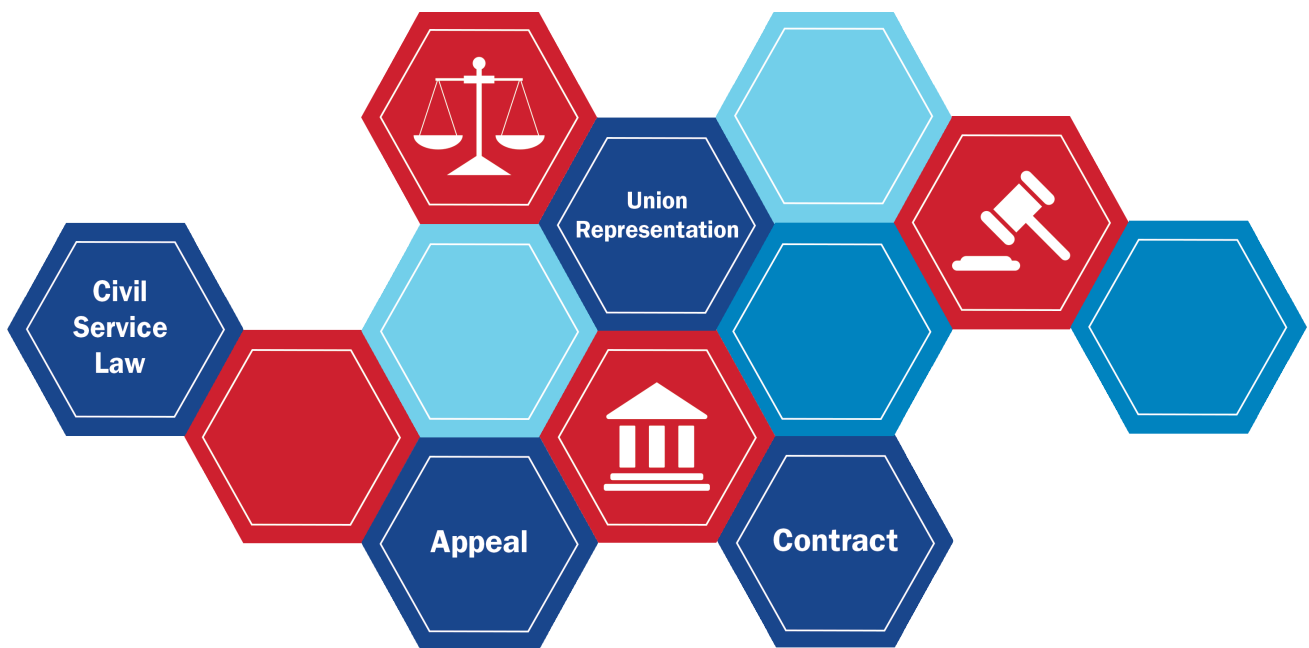 Union
Representation
Civil
Service
Law
Appeal
Contract